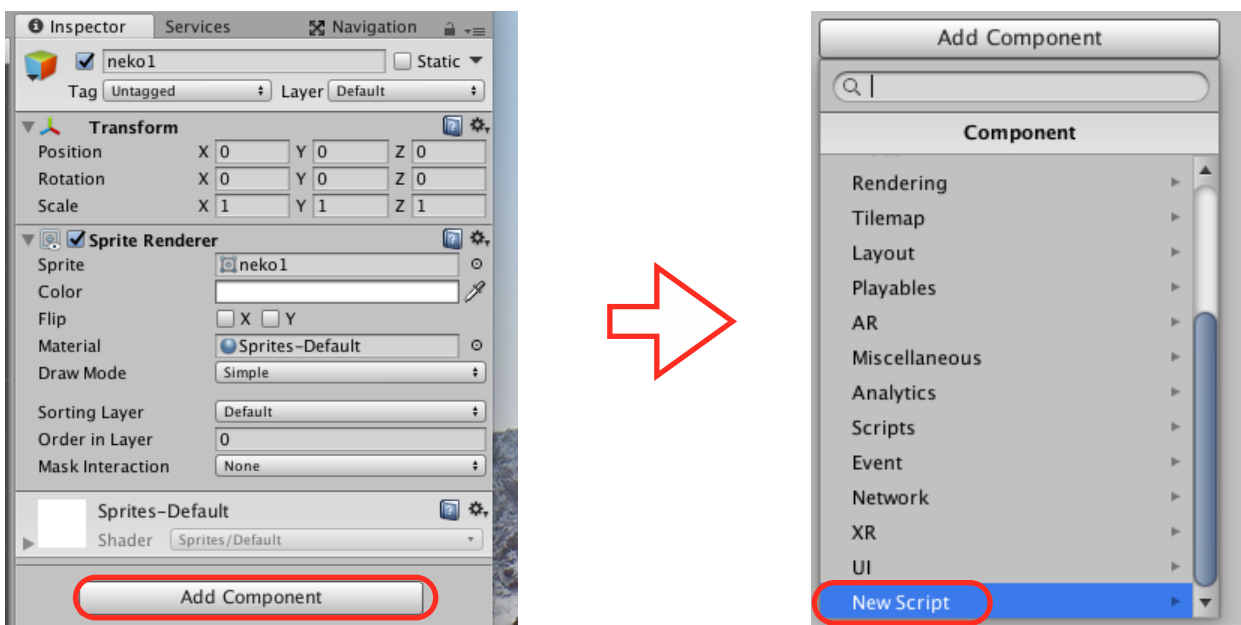 Inspector Services Navigation
neko1 Static
Tag Untagged Layer Default
Transform
Position X 0 Y 0 Z 0
Rotation X 0 Y 0 Z 0
Scale X 1 Y 1 Z 1
Sprite Renderer
Sprite neko1
Color
Flip X Y
Material Sprites-Default
Draw Mode Simple
Sorting Layer Default
Order in Layer 0
Mask Interaction None
Sprites-Default
Shader Sprites/Default
Add Component
Add Component
Component
Rendering
Tilemap
Layout
Playables
AR
Miscellaneous
Analytics
Scripts
Event
Network
XR
UI
New Script